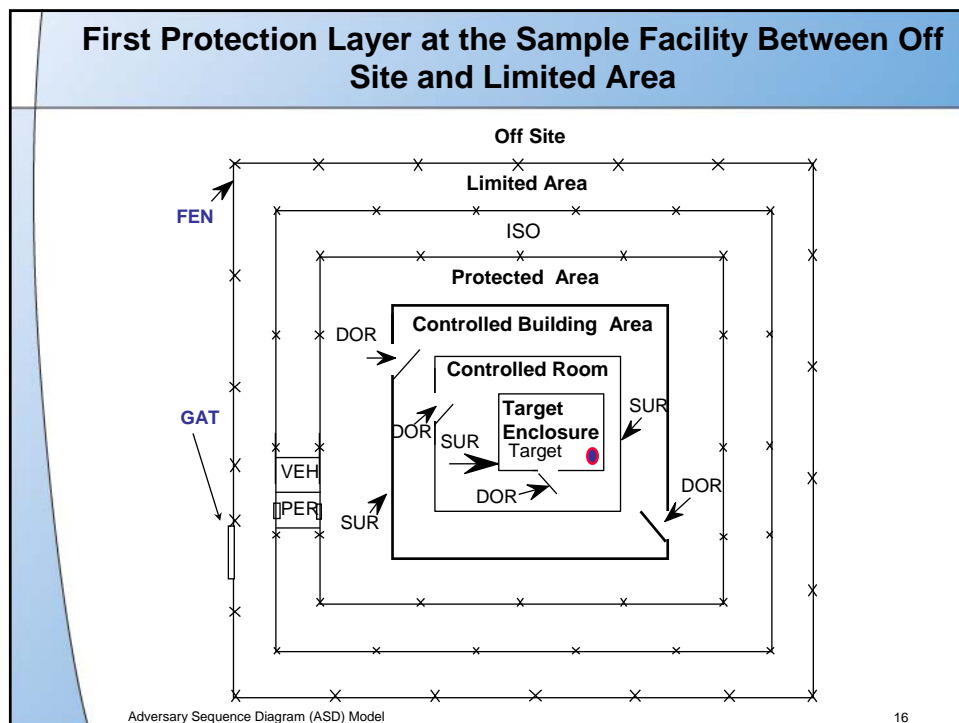 First Protection Layer at the Sample Facility Between Off
Site and Limited Area
Off Site
Limited Area
FEN
ISO
Protected Area
Controlled Building Area
DOR
Controlled Room
Target
Enclosure
SUR
GAT
DOR
SUR
Target
VEH
DOR
DOR
PER
SUR
Adversary Sequence Diagram (ASD) Model
16